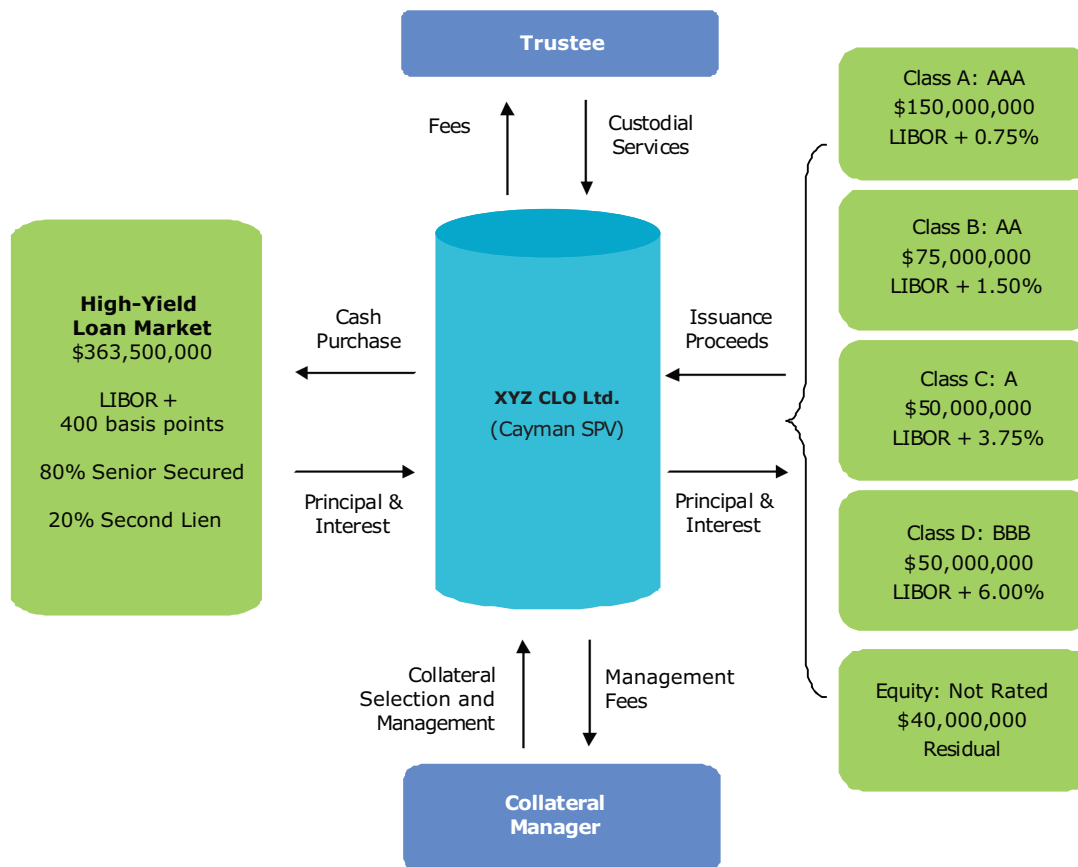 Trustee
Fees
Custodial
Services
Class A: AAA
$150,000,000
LIBOR + 0.75%
Class B: AA
$75,000,000
LIBOR + 1.50%
High-Yield
Loan Market
$363,500,000
LIBOR +
400 basis points
80% Senior Secured
20% Second Lien
Cash
Purchase
Issuance
Proceeds
XYZ CLO Ltd.
(Cayman SPV)
Class C: A
$50,000,000
LIBOR + 3.75%
Principal &
Interest
Principal &
Interest
Class D: BBB
$50,000,000
LIBOR + 6.00%
Collateral
Selection and
Management
Management
Fees
Equity: Not Rated
$40,000,000
Residual
Collateral
Manager